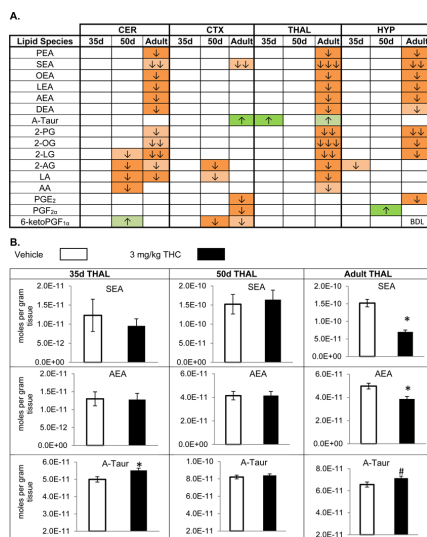 A.
CER CTX THAL HYP
Lipid Species 35d 50d Adult 35d 50d Adult 35d 50d Adult 35d 50d Adult
PEA ↓ ↓ ↓
SEA ↓↓ ↓↓ ↓↓↓ ↓↓
OEA ↓ ↓ ↓
LEA ↓ ↓ ↓
AEA ↓ ↓ ↓
DEA ↓ ↓ ↓
A-Taur ↑ ↑ ↑
2-PG ↓ ↓↓ ↓↓
2-OG ↓↓ ↓↓↓ ↓
2-LG ↓ ↓↓ ↓↓ ↓
2-AG ↓ ↓ ↓ ↓ ↓
LA ↓ ↓ ↓ ↓
AA ↓ ↓
PGE₂ ↓ ↓
PGF₂α ↓ ↑
6-ketoPGF₁α ↑ ↓ ↓ BDL
B.
Vehicle 3 mg/kg THC
35d THAL 50d THAL Adult THAL
moles per gram tissue
SEA
2.0E-11
1.5E-11
1.0E-11
5.0E-12
0.0E+00
SEA
2.0E-10
1.5E-10
1.0E-10
5.0E-11
0.0E+00
SEA
2.0E-10
1.5E-10
1.0E-10
5.0E-11
0.0E+00
*
moles per gram tissue
AEA
2.0E-11
1.5E-11
1.0E-11
5.0E-12
0.0E+00
AEA
6.0E-11
4.0E-11
2.0E-11
0.0E+00
AEA
6.0E-11
4.0E-11
2.0E-11
0.0E+00
*
moles per gram tissue
A-Taur
6.0E-11
5.0E-11
4.0E-11
3.0E-11
2.0E-11
*
A-Taur
1.0E-10
8.0E-11
6.0E-11
4.0E-11
2.0E-11
A-Taur
8.0E-11
6.0E-11
4.0E-11
2.0E-11
#